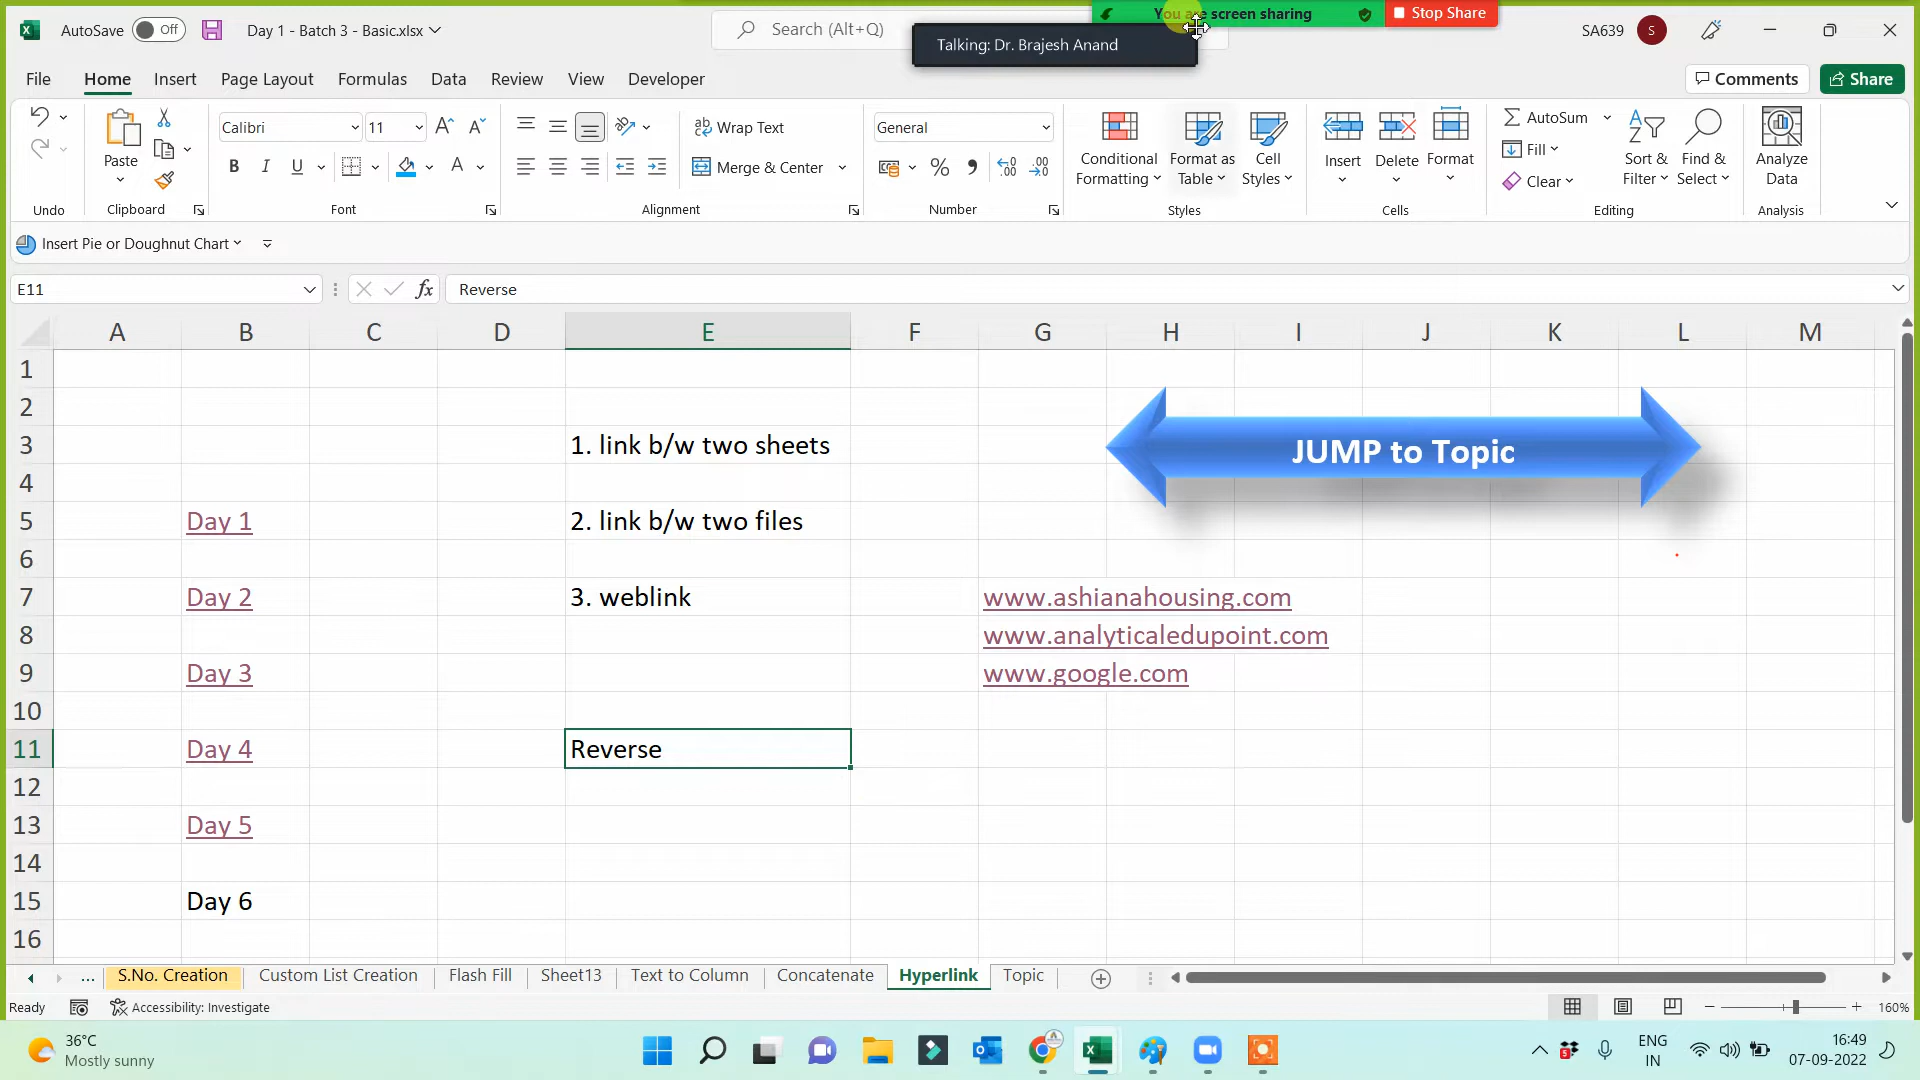 You are screen sharing
Stop Share
AutoSave Off
Day 1 - Batch 3 - Basic.xlsx
Search (Alt+Q)
Talking: Dr. Brajesh Anand
SA639
S
File Home Insert Page Layout Formulas Data Review View Developer
Comments
Share
Paste
Calibri
11
B I U
Wrap Text
Merge & Center
General
Conditional Formatting
Format as Table
Cell Styles
Insert
Delete
Format
AutoSum
Fill
Clear
Sort & Filter
Find & Select
Analyze Data
Undo Clipboard Font Alignment Number Styles Cells Editing Analysis
Insert Pie or Doughnut Chart
E11
fx
Reverse
A B C D E F G H I J K L M
1
2
3 1. link b/w two sheets
JUMP to Topic
4
5 Day 1 2. link b/w two files
6
7 Day 2 3. weblink www.ashianahousing.com
8 www.analyticaledupoint.com
9 Day 3 www.google.com
10
11 Day 4 Reverse
12
13 Day 5
14
15 Day 6
16
... S.No. Creation Custom List Creation Flash Fill Sheet13 Text to Column Concatenate Hyperlink Topic
Ready
Accessibility: Investigate
160%
36°C
Mostly sunny
ENG
IN
16:49
07-09-2022